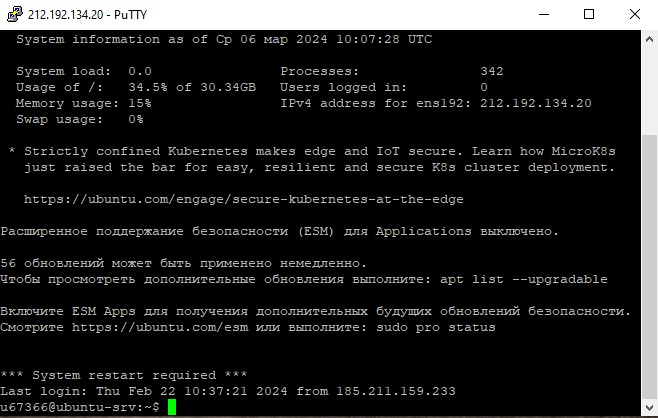 212.192.134.20 - PuTTY
System information as of Ср 06 мар 2024 10:07:28 UTC
System load: 0.0 Processes: 342
Usage of /: 34.5% of 30.34GB Users logged in: 0
Memory usage: 15% IPv4 address for ens192: 212.192.134.20
Swap usage: 0%
* Strictly confined Kubernetes makes edge and IoT secure. Learn how MicroK8s
just raised the bar for easy, resilient and secure K8s cluster deployment.
https://ubuntu.com/engage/secure-kubernetes-at-the-edge
Расширенное поддержание безопасности (ESM) для Applications выключено.
56 обновлений может быть применено немедленно.
Чтобы просмотреть дополнительные обновления выполните: apt list --upgradable
Включите ESM Apps для получения дополнительных будущих обновлений безопасности.
Смотрите https://ubuntu.com/esm или выполните: sudo pro status
*** System restart required ***
Last login: Thu Feb 22 10:37:21 2024 from 185.211.159.233
u67366@ubuntu-srv:~$